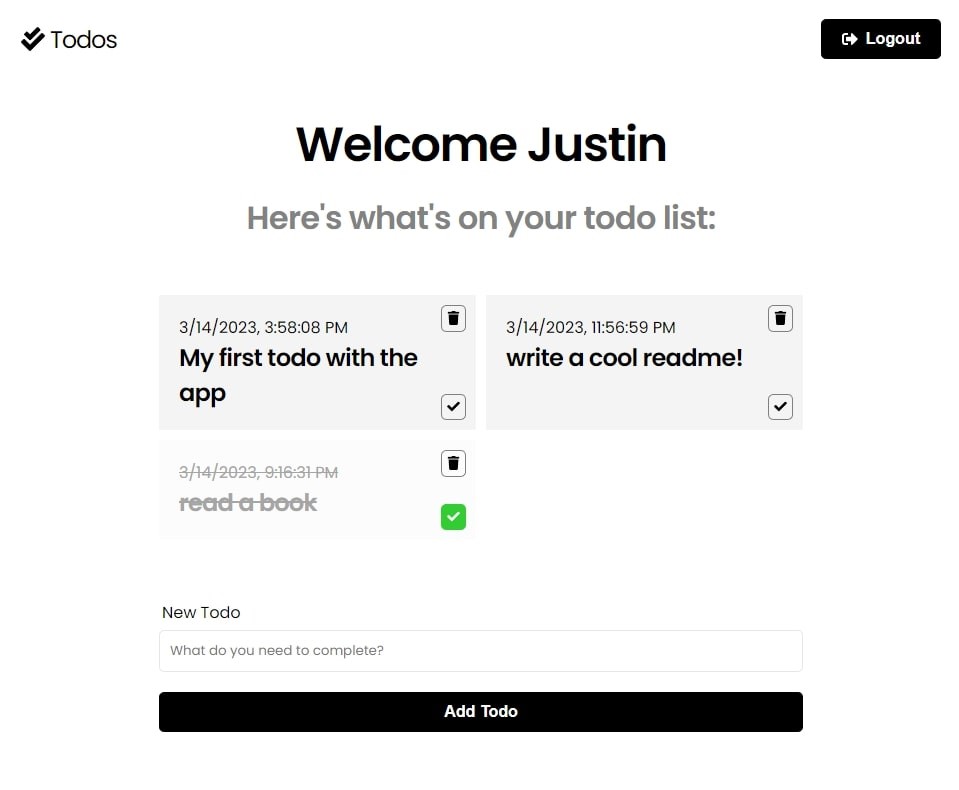 Todos
Logout
Welcome Justin
Here's what's on your todo list:
3/14/2023, 3:58:08 PM
My first todo with the
app
3/14/2023, 11:56:59 PM
write a cool readme!
3/14/2023, 9:16:31 PM
read a book
New Todo
What do you need to complete?
Add Todo